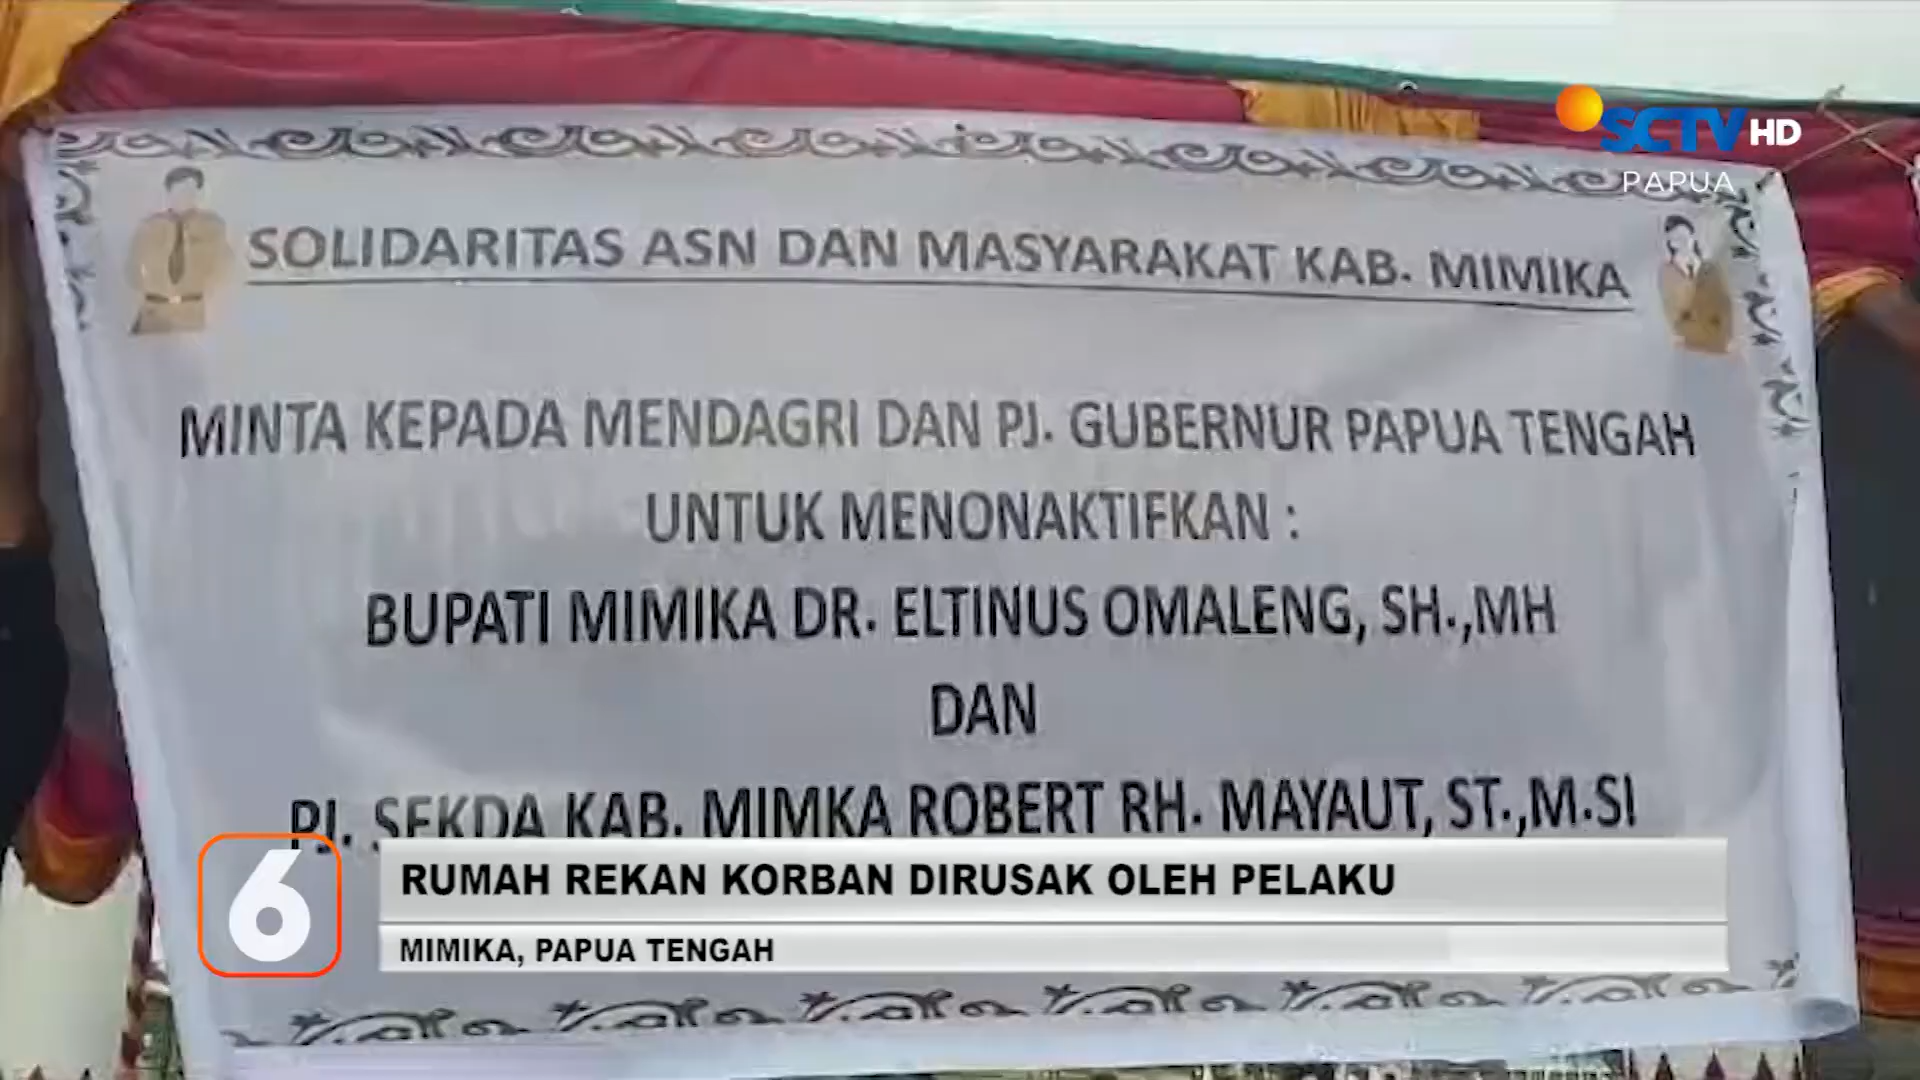 SCTV HD
PAPUA
SOLIDARITAS ASN DAN MASYARAKAT KAB. MIMIKA
MINTA KEPADA MENDAGRI DAN PJ. GUBERNUR PAPUA TENGAH
UNTUK MENONAKTIFKAN :
BUPATI MIMIKA DR. ELTINUS OMALENG, SH.,MH
DAN
PJ. SEKDA KAB. MIMKA ROBERT RH. MAYAUT, ST.,M.SI
6
RUMAH REKAN KORBAN DIRUSAK OLEH PELAKU
MIMIKA, PAPUA TENGAH